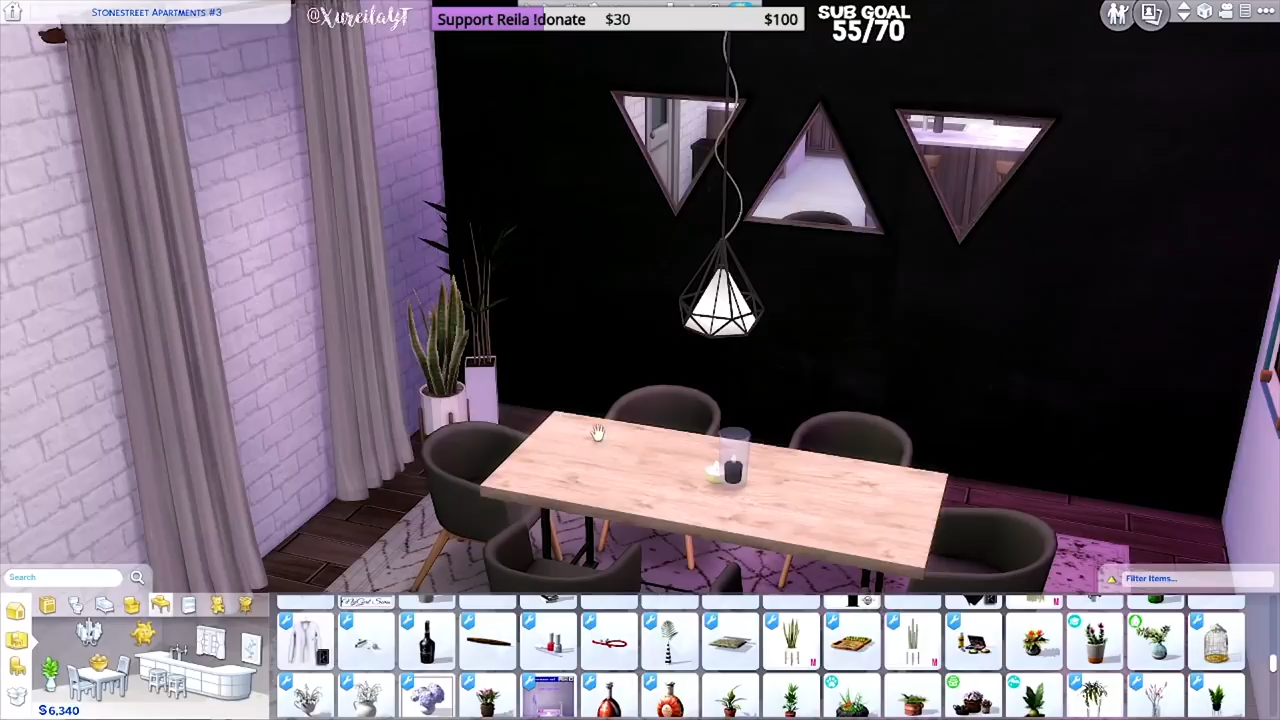 STONESTREET APARTMENTS #3
@XureilaYT
Support Reila !donate $30 $100
SUB GOAL
55/70
Search
Filter Items...
M
M
M
$6,340